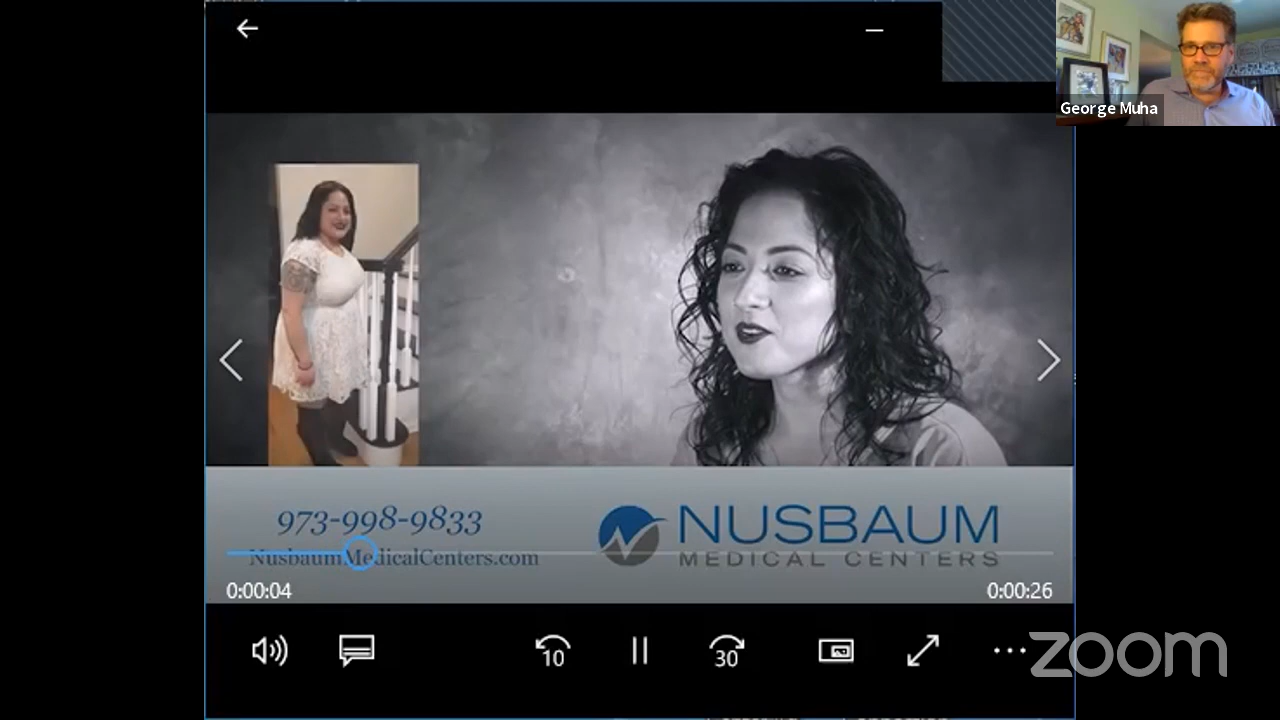 George Muha
973-998-9833
NusbaumMedicalCenters.com
NUSBAUM
MEDICAL CENTERS
0:00:04
0:00:26
10
30
zoom